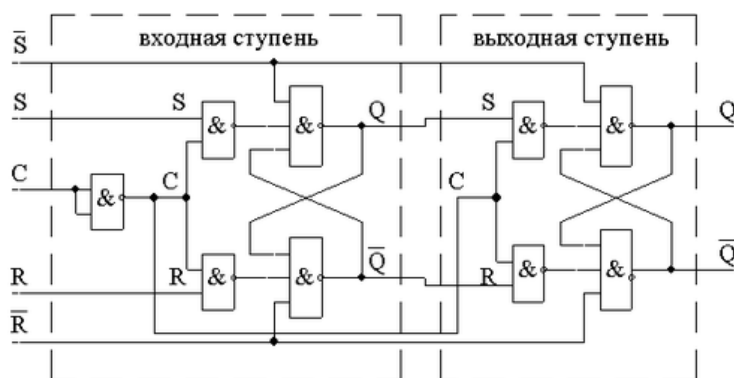 входная ступень
выходная ступень
S̅
S S Q S Q
& & & &
C & C C
R R & & Q̅ R & & Q̅
R̅